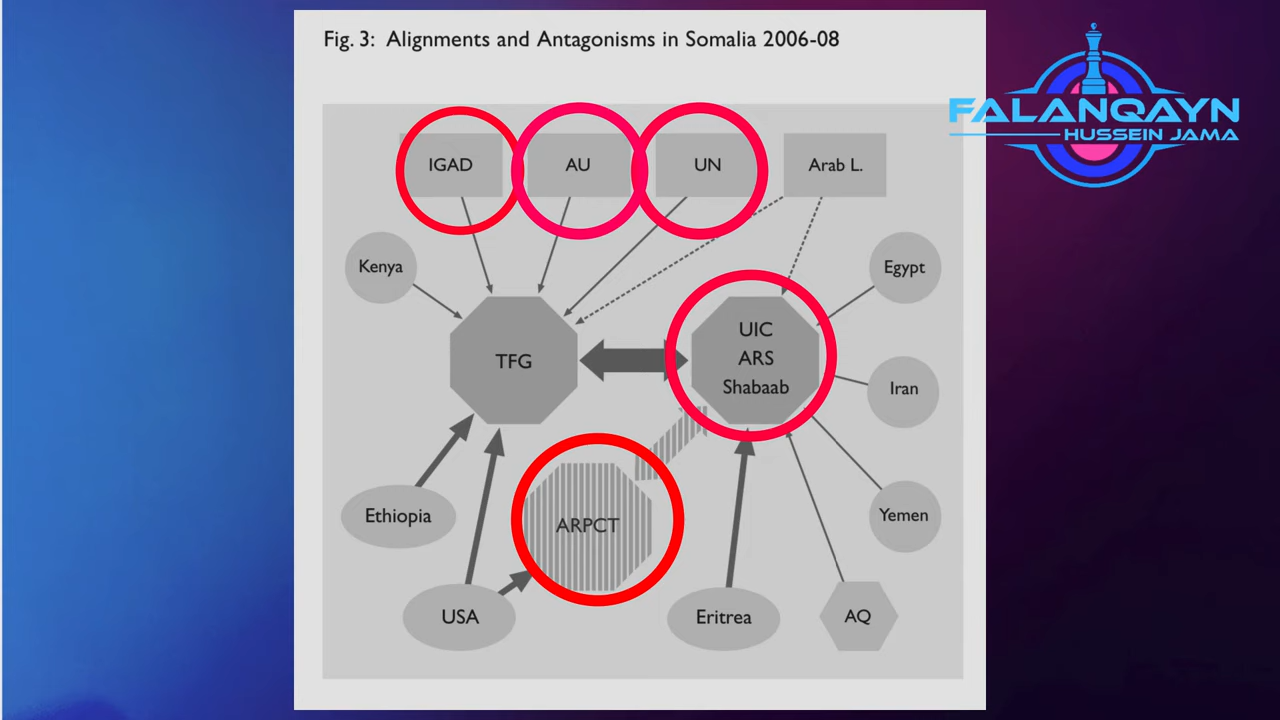 Fig. 3: Alignments and Antagonisms in Somalia 2006-08
FALANQAYN
HUSSEIN JAMA
IGAD
AU
UN
Arab L.
Kenya
Egypt
TFG
UIC
ARS
Shabaab
Iran
Ethiopia
ARPCT
Yemen
USA
Eritrea
AQ